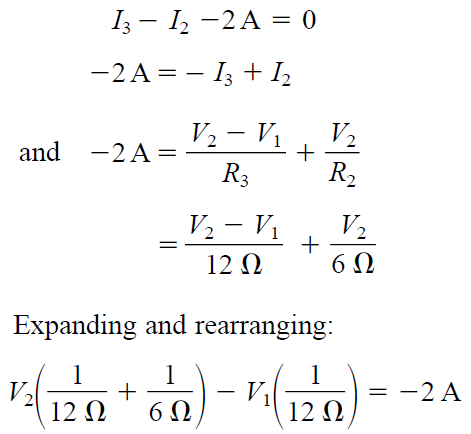 I₃ − I₂ − 2 A = 0
−2 A = − I₃ + I₂
and −2 A = (V₂ − V₁)/R₃ + V₂/R₂
= (V₂ − V₁)/(12 Ω) + V₂/(6 Ω)
Expanding and rearranging:
V₂(1/(12 Ω) + 1/(6 Ω)) − V₁(1/(12 Ω)) = −2 A